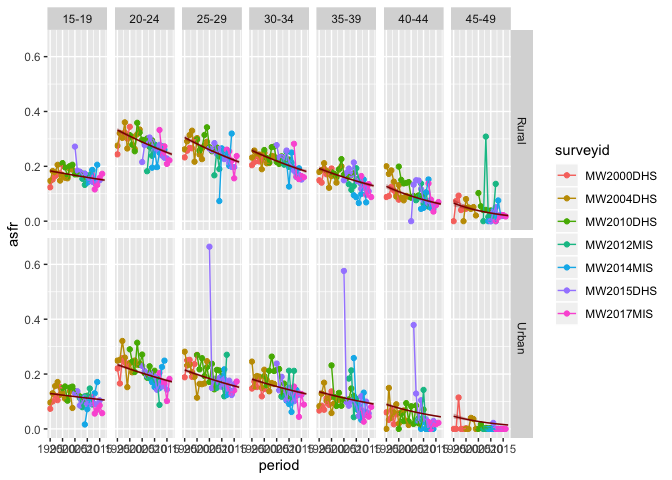 15-19 20-24 25-29 30-34 35-39 40-44 45-49
0.6
0.4
0.2
0.0
Rural
0.6
0.4
0.2
0.0
Urban
asfr
period
surveyid
MW2000DHS
MW2004DHS
MW2010DHS
MW2012MIS
MW2014MIS
MW2015DHS
MW2017MIS